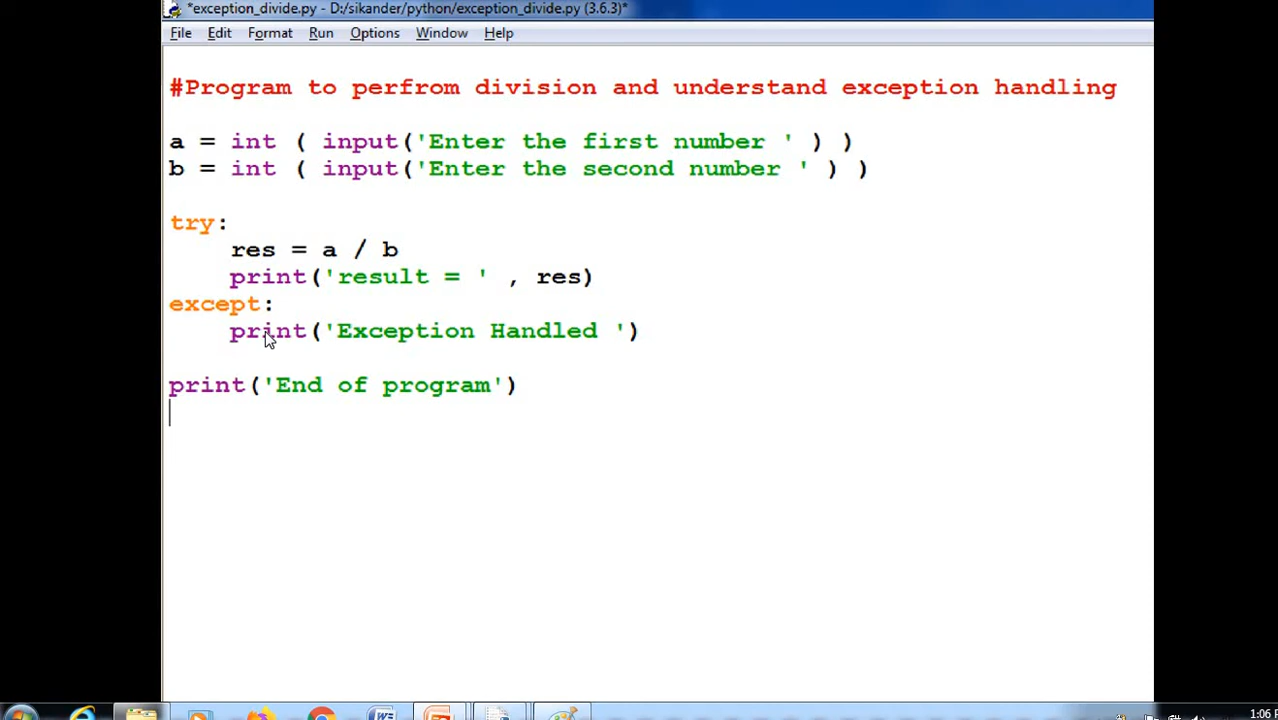 *exception_divide.py - D:/sikander/python/exception_divide.py (3.6.3)*
File Edit Format Run Options Window Help
#Program to perfrom division and understand exception handling
a = int ( input('Enter the first number ' ) )
b = int ( input('Enter the second number ' ) )
try:
    res = a / b
    print('result = ' , res)
except:
    print('Exception Handled ')
print('End of program')
1:06